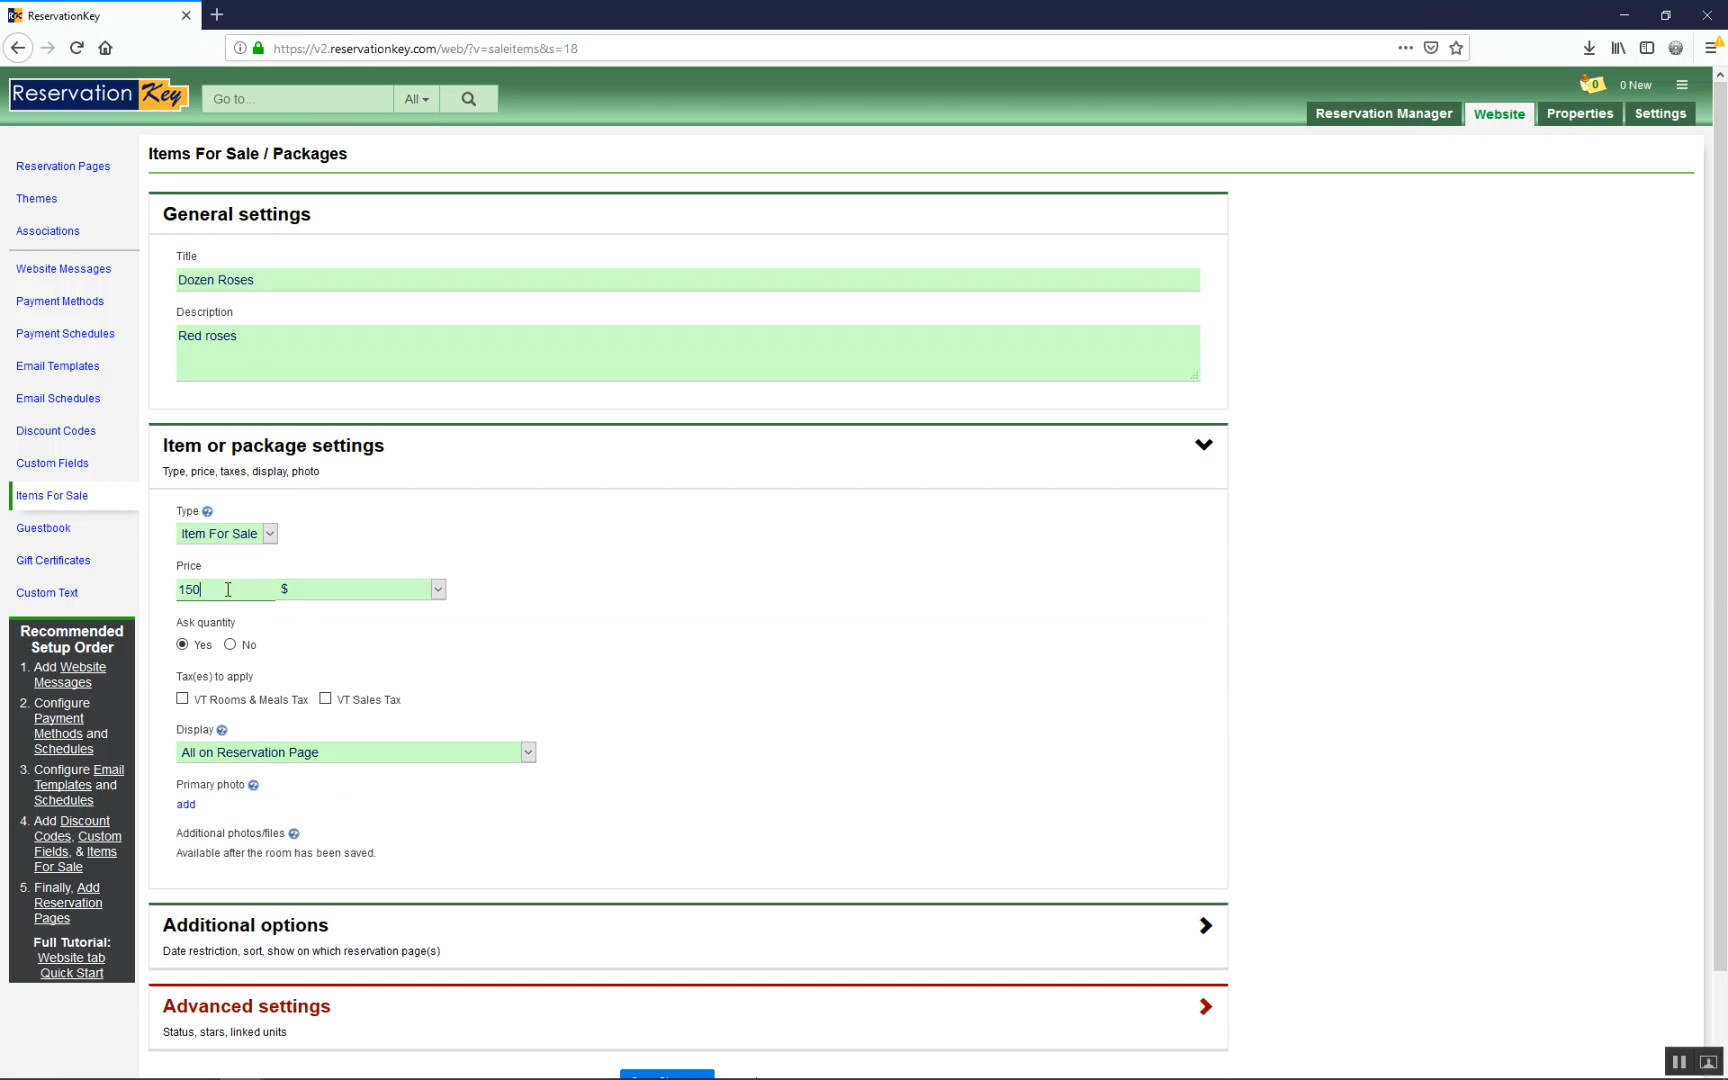 ReservationKey
https://v2.reservationkey.com/web/?v=saleitems&s=18
Reservation Key
Go to...
All
0
0 New
Reservation Manager
Website
Properties
Settings
Reservation Pages
Themes
Associations
Website Messages
Payment Methods
Payment Schedules
Email Templates
Email Schedules
Discount Codes
Custom Fields
Items For Sale
Guestbook
Gift Certificates
Custom Text
Recommended
Setup Order
1. Add Website
Messages
2. Configure
Payment
Methods and
Schedules
3. Configure Email
Templates and
Schedules
4. Add Discount
Codes, Custom
Fields, & Items
For Sale
5. Finally, Add
Reservation
Pages
Full Tutorial:
Website tab
Quick Start
Items For Sale / Packages
General settings
Title
Dozen Roses
Description
Red roses
Item or package settings
Type, price, taxes, display, photo
Type
Item For Sale
Price
150 $
Ask quantity
Yes No
Tax(es) to apply
VT Rooms & Meals Tax VT Sales Tax
Display
All on Reservation Page
Primary photo
add
Additional photos/files
Available after the room has been saved.
Additional options
Date restriction, sort, show on which reservation page(s)
Advanced settings
Status, stars, linked units